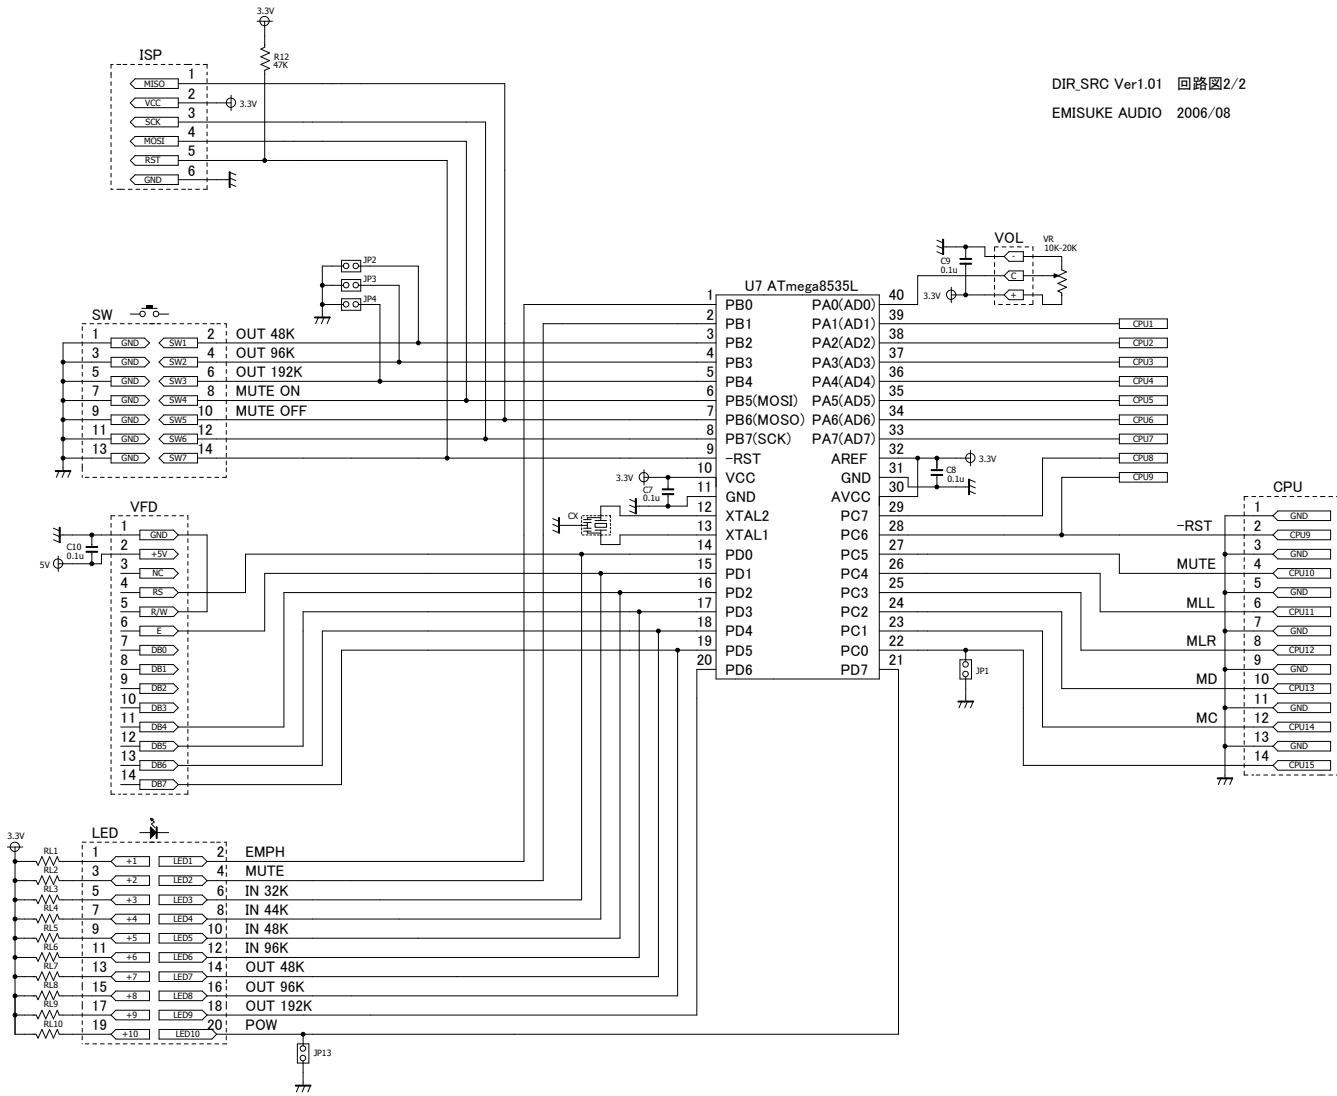 DIR_SRC Ver1.01 回路図2/2
EMISUKE AUDIO 2006/08
3.3V
R12
47K
ISP
MISO 1
VCC 2 3.3V
SCK 3
MOSI 4
RST 5
GND 6
JP2
JP3
JP4
SW
1 GND SW1 2 OUT 48K
3 GND SW2 4 OUT 96K
5 GND SW3 6 OUT 192K
7 GND SW4 8 MUTE ON
9 GND SW5 10 MUTE OFF
11 GND SW6 12
13 GND SW7 14
VOL
VR
10K-20K
C9
0.1u
3.3V
-
C
+
U7 ATmega8535L
1 PB0 PA0(AD0) 40
2 PB1 PA1(AD1) 39 CPU1
3 PB2 PA2(AD2) 38 CPU2
4 PB3 PA3(AD3) 37 CPU3
5 PB4 PA4(AD4) 36 CPU4
6 PB5(MOSI) PA5(AD5) 35 CPU5
7 PB6(MOSO) PA6(AD6) 34 CPU6
8 PB7(SCK) PA7(AD7) 33 CPU7
9 -RST AREF 32 CPU8
10 VCC GND 31 CPU9
11 GND AVCC 30
12 XTAL2 PC7 29
13 XTAL1 PC6 28
14 PD0 PC5 27
15 PD1 PC4 26
16 PD2 PC3 25
17 PD3 PC2 24
18 PD4 PC1 23
19 PD5 PC0 22
20 PD6 PD7 21
3.3V
C7
0.1u
CX
3.3V
C8
0.1u
JP1
VFD
1 GND
2 +5V
3 NC
4 RS
5 R/W
6 E
7 DB0
8 DB1
9 DB2
10 DB3
11 DB4
12 DB5
13 DB6
14 DB7
C10
0.1u
5V
CPU
1 GND
-RST 2 CPU9
3 GND
MUTE 4 CPU10
5 GND
MLL 6 CPU11
7 GND
MLR 8 CPU12
9 GND
MD 10 CPU13
11 GND
MC 12 CPU14
13 GND
14 CPU15
3.3V
LED
RL1 1 +1 LED1 2 EMPH
RL2 3 +2 LED2 4 MUTE
RL3 5 +3 LED3 6 IN 32K
RL4 7 +4 LED4 8 IN 44K
RL5 9 +5 LED5 10 IN 48K
RL6 11 +6 LED6 12 IN 96K
RL7 13 +7 LED7 14 OUT 48K
RL8 15 +8 LED8 16 OUT 96K
RL9 17 +9 LED9 18 OUT 192K
RL10 19 +10 LED10 20 POW
JP13